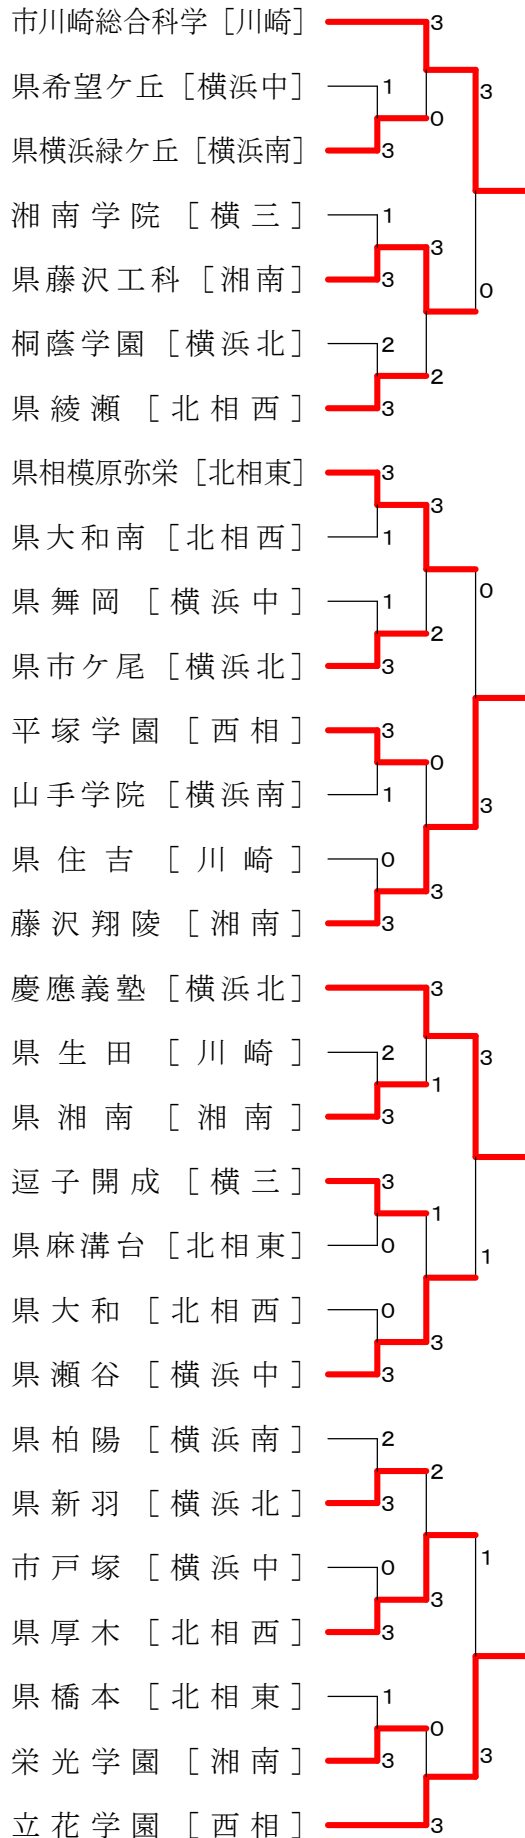 市川崎総合科学［川崎］ 3
3
県希望ケ丘［横浜中］ 1
0
県横浜緑ケ丘［横浜南］ 3
湘南学院［横三］ 1
3
県藤沢工科［湘南］ 3
0
桐蔭学園［横浜北］ 2
2
県綾瀬［北相西］ 3
県相模原弥栄［北相東］ 3
3
県大和南［北相西］ 1
0
県舞岡［横浜中］ 1
2
県市ケ尾［横浜北］ 3
平塚学園［西相］ 3
0
山手学院［横浜南］ 1
3
県住吉［川崎］ 0
3
藤沢翔陵［湘南］ 3
慶應義塾［横浜北］ 3
県生田［川崎］ 2
3
1
県湘南［湘南］ 3
逗子開成［横三］ 3
1
県麻溝台［北相東］ 0
1
県大和［北相西］ 0
3
県瀬谷［横浜中］ 3
県柏陽［横浜南］ 2
2
県新羽［横浜北］ 3
1
市戸塚［横浜中］ 0
3
県厚木［北相西］ 3
県橋本［北相東］ 1
0
栄光学園［湘南］ 3
3
立花学園［西相］ 3